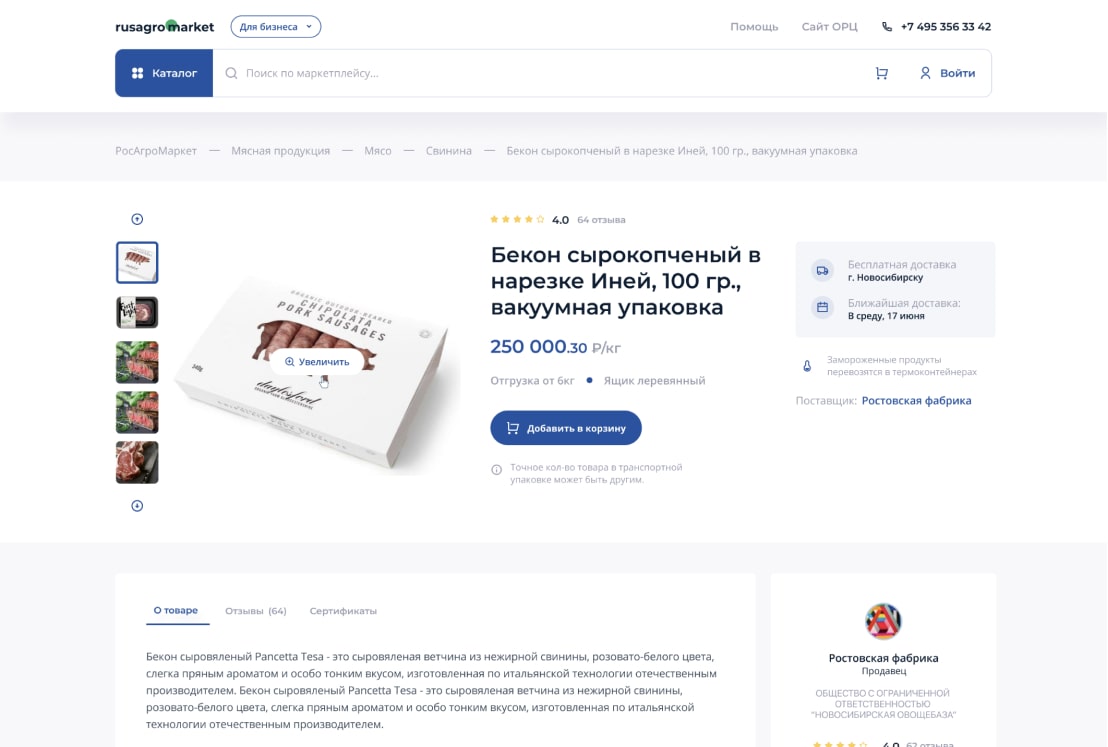 rusagromarket
Для бизнеса
Помощь
Сайт ОРЦ
+7 495 356 33 42
Каталог
Поиск по маркетплейсу...
Войти
РосАгроМаркет — Мясная продукция — Мясо — Свинина — Бекон сырокопченый в нарезке Иней, 100 гр., вакуумная упаковка
4.0 64 отзыва
Бекон сырокопченый в
нарезке Иней, 100 гр.,
вакуумная упаковка
250 000.30 ₽/кг
Отгрузка от 6кг • Ящик деревянный
Добавить в корзину
Точное кол-во товара в транспортной
упаковке может быть другим.
ORGANIC OUTDOOR-REARED
CHIPOLATA
PORK SAUSAGES
Увеличить
340g
daylesford
Бесплатная доставка
г. Новосибирску
Ближайшая доставка:
В среду, 17 июня
Замороженные продукты
перевозятся в термоконтейнерах
Поставщик: Ростовская фабрика
О товаре
Отзывы (64)
Сертификаты
Бекон сыровяленый Pancetta Tesa - это сыровяленая ветчина из нежирной свинины, розовато-белого цвета,
слегка пряным ароматом и особо тонким вкусом, изготовленная по итальянской технологии отечественным
производителем. Бекон сыровяленый Pancetta Tesa - это сыровяленая ветчина из нежирной свинины,
розовато-белого цвета, слегка пряным ароматом и особо тонким вкусом, изготовленная по итальянской
технологии отечественным производителем.
Ростовская фабрика
Продавец
ОБЩЕСТВО С ОГРАНИЧЕННОЙ
ОТВЕТСТВЕННОСТЬЮ
"НОВОСИБИРСКАЯ ОВОЩЕБАЗА"
4.0 62 отзыва